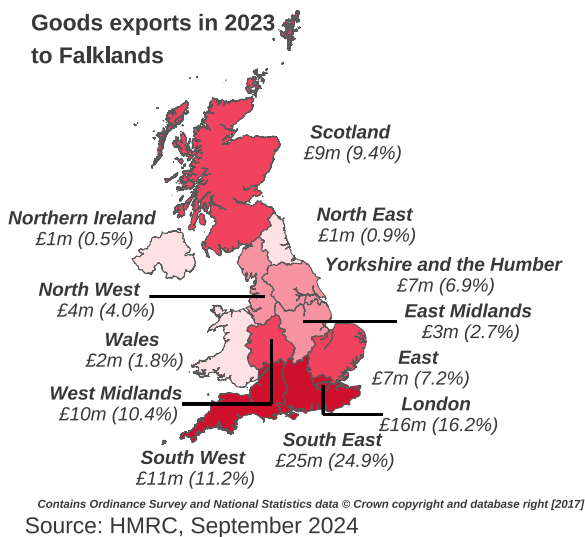 Goods exports in 2023
to Falklands
Scotland
£9m (9.4%)
Northern Ireland
£1m (0.5%)
North East
£1m (0.9%)
Yorkshire and the Humber
£7m (6.9%)
North West
£4m (4.0%)
East Midlands
£3m (2.7%)
Wales
£2m (1.8%)
East
£7m (7.2%)
West Midlands
£10m (10.4%)
London
£16m (16.2%)
South East
£25m (24.9%)
South West
£11m (11.2%)
Contains Ordinance Survey and National Statistics data © Crown copyright and database right [2017]
Source: HMRC, September 2024